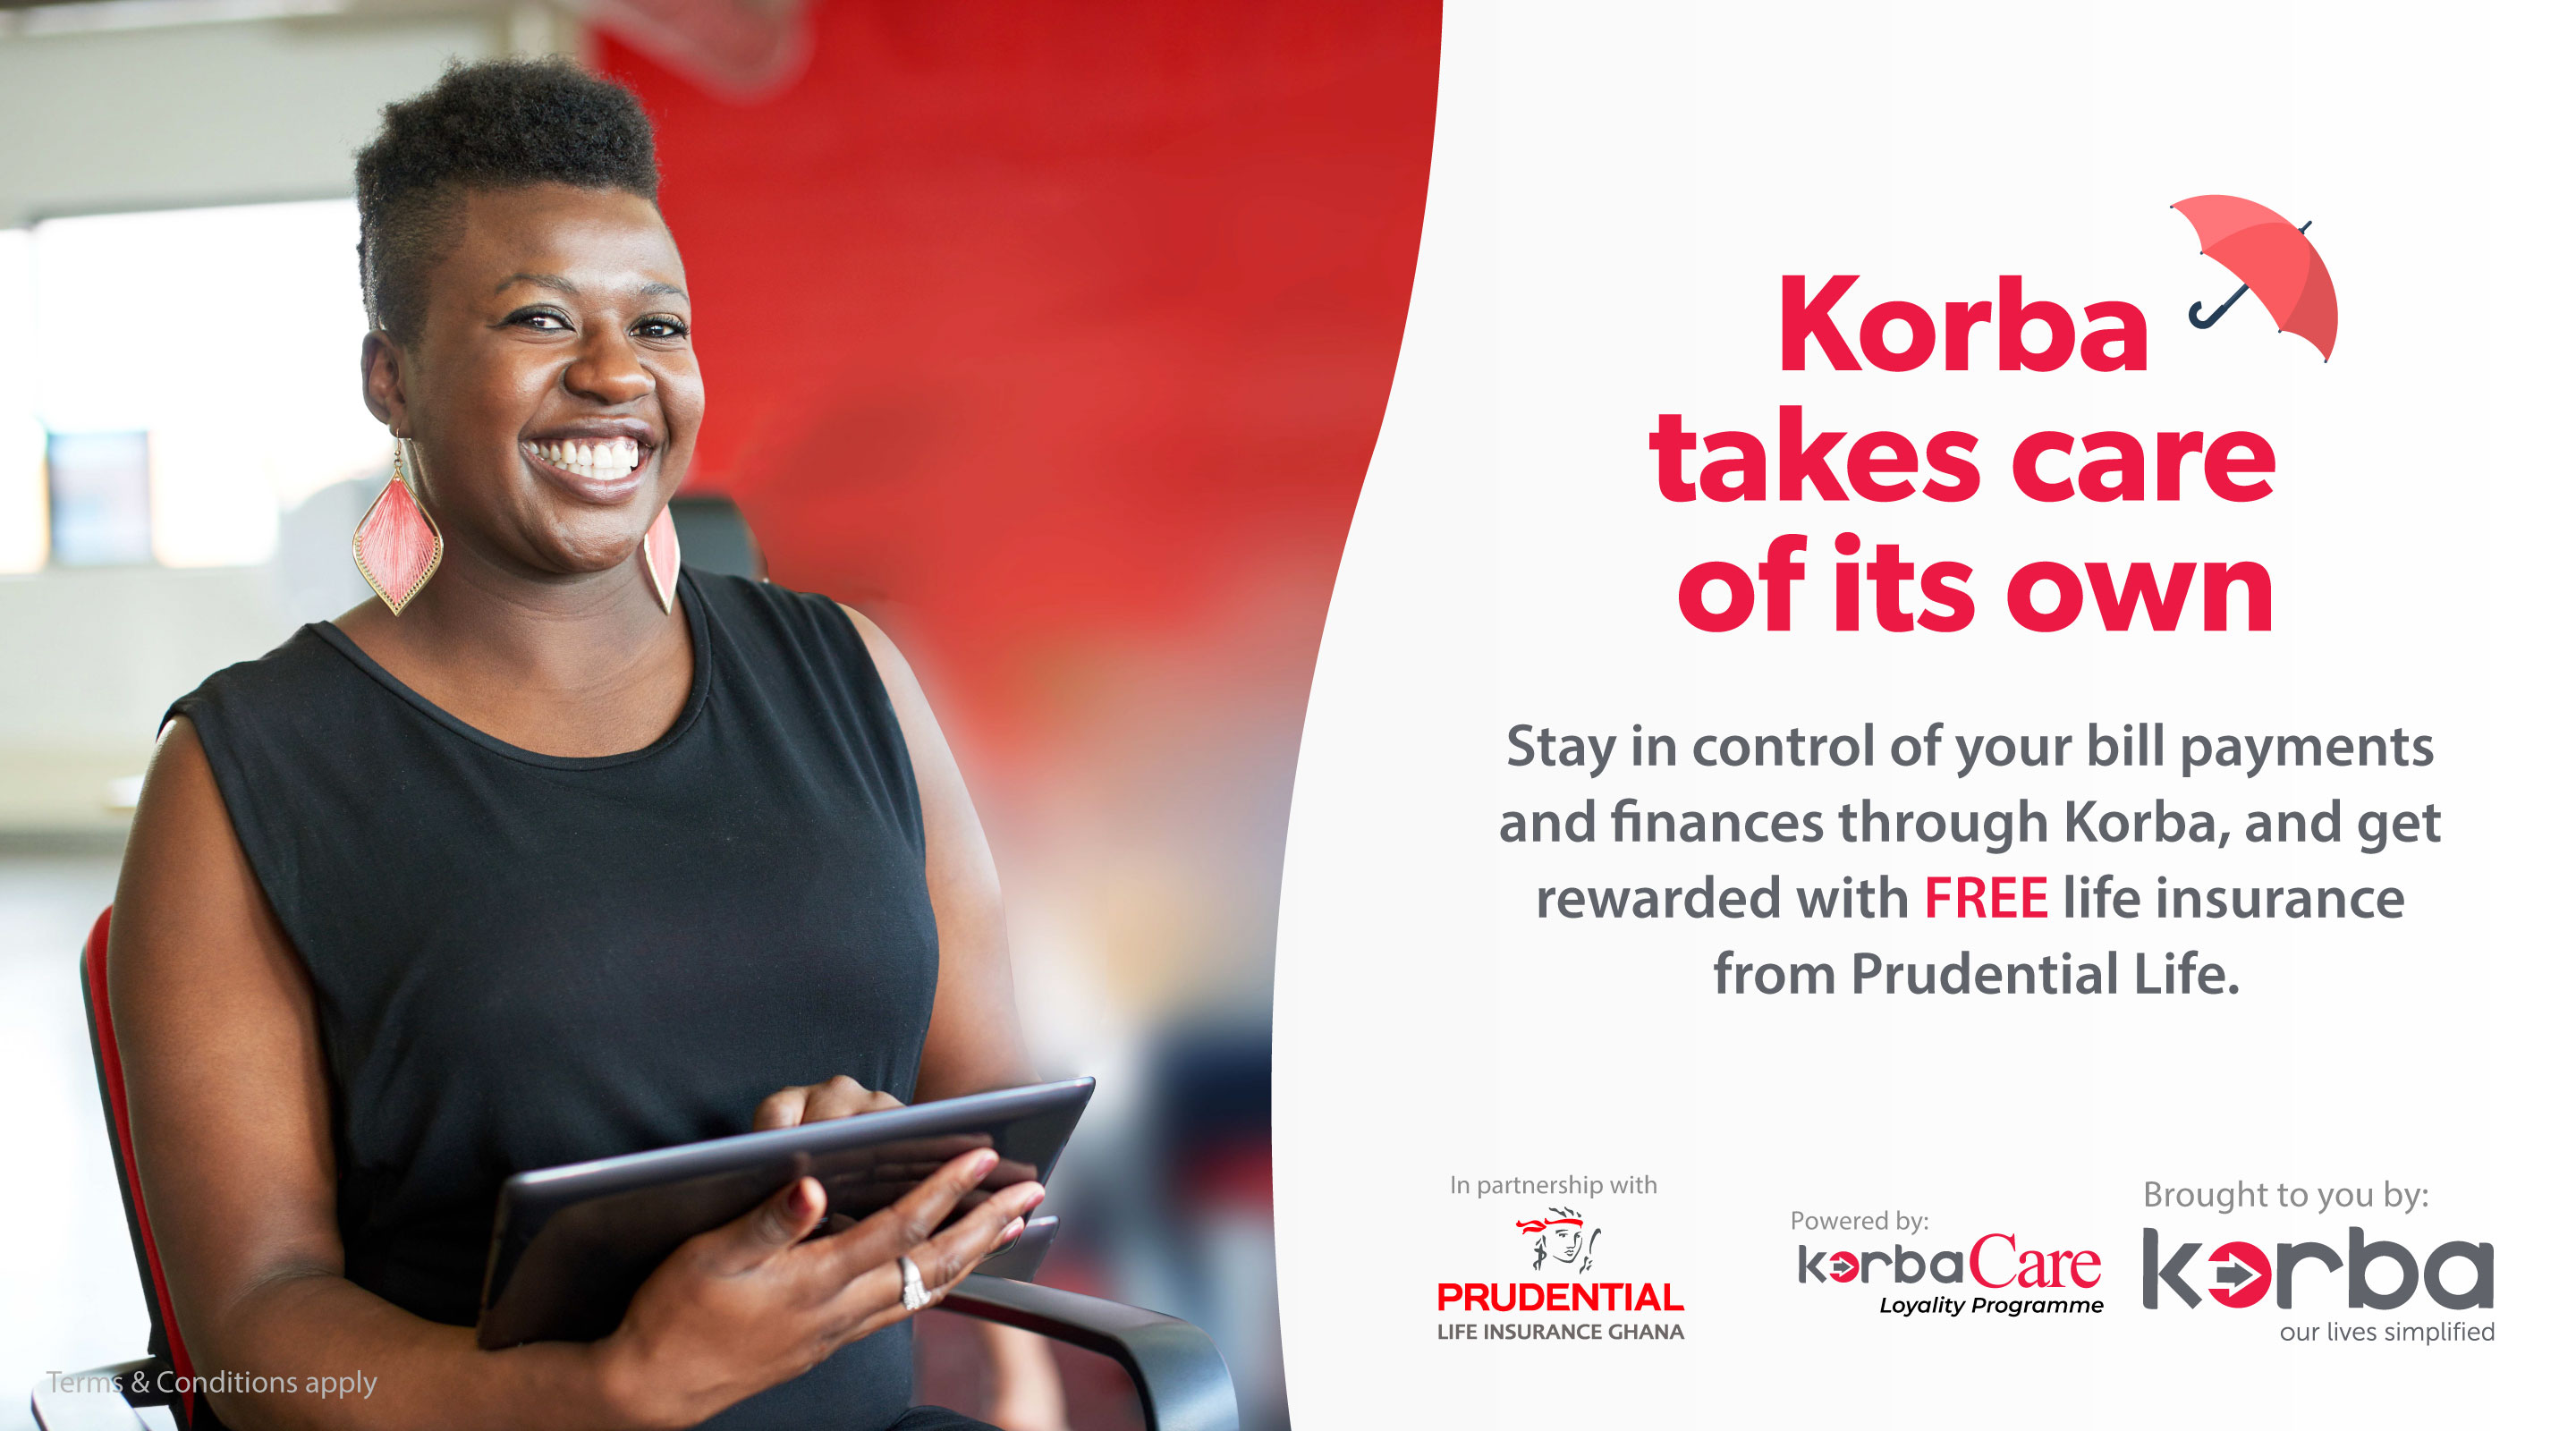 Korba
takes care
of its own
Stay in control of your bill payments
and finances through Korba, and get
rewarded with FREE life insurance
from Prudential Life.
In partnership with
PRUDENTIAL
LIFE INSURANCE GHANA
Powered by:
korbaCare
Loyality Programme
Brought to you by:
korba
our lives simplified
Terms & Conditions apply